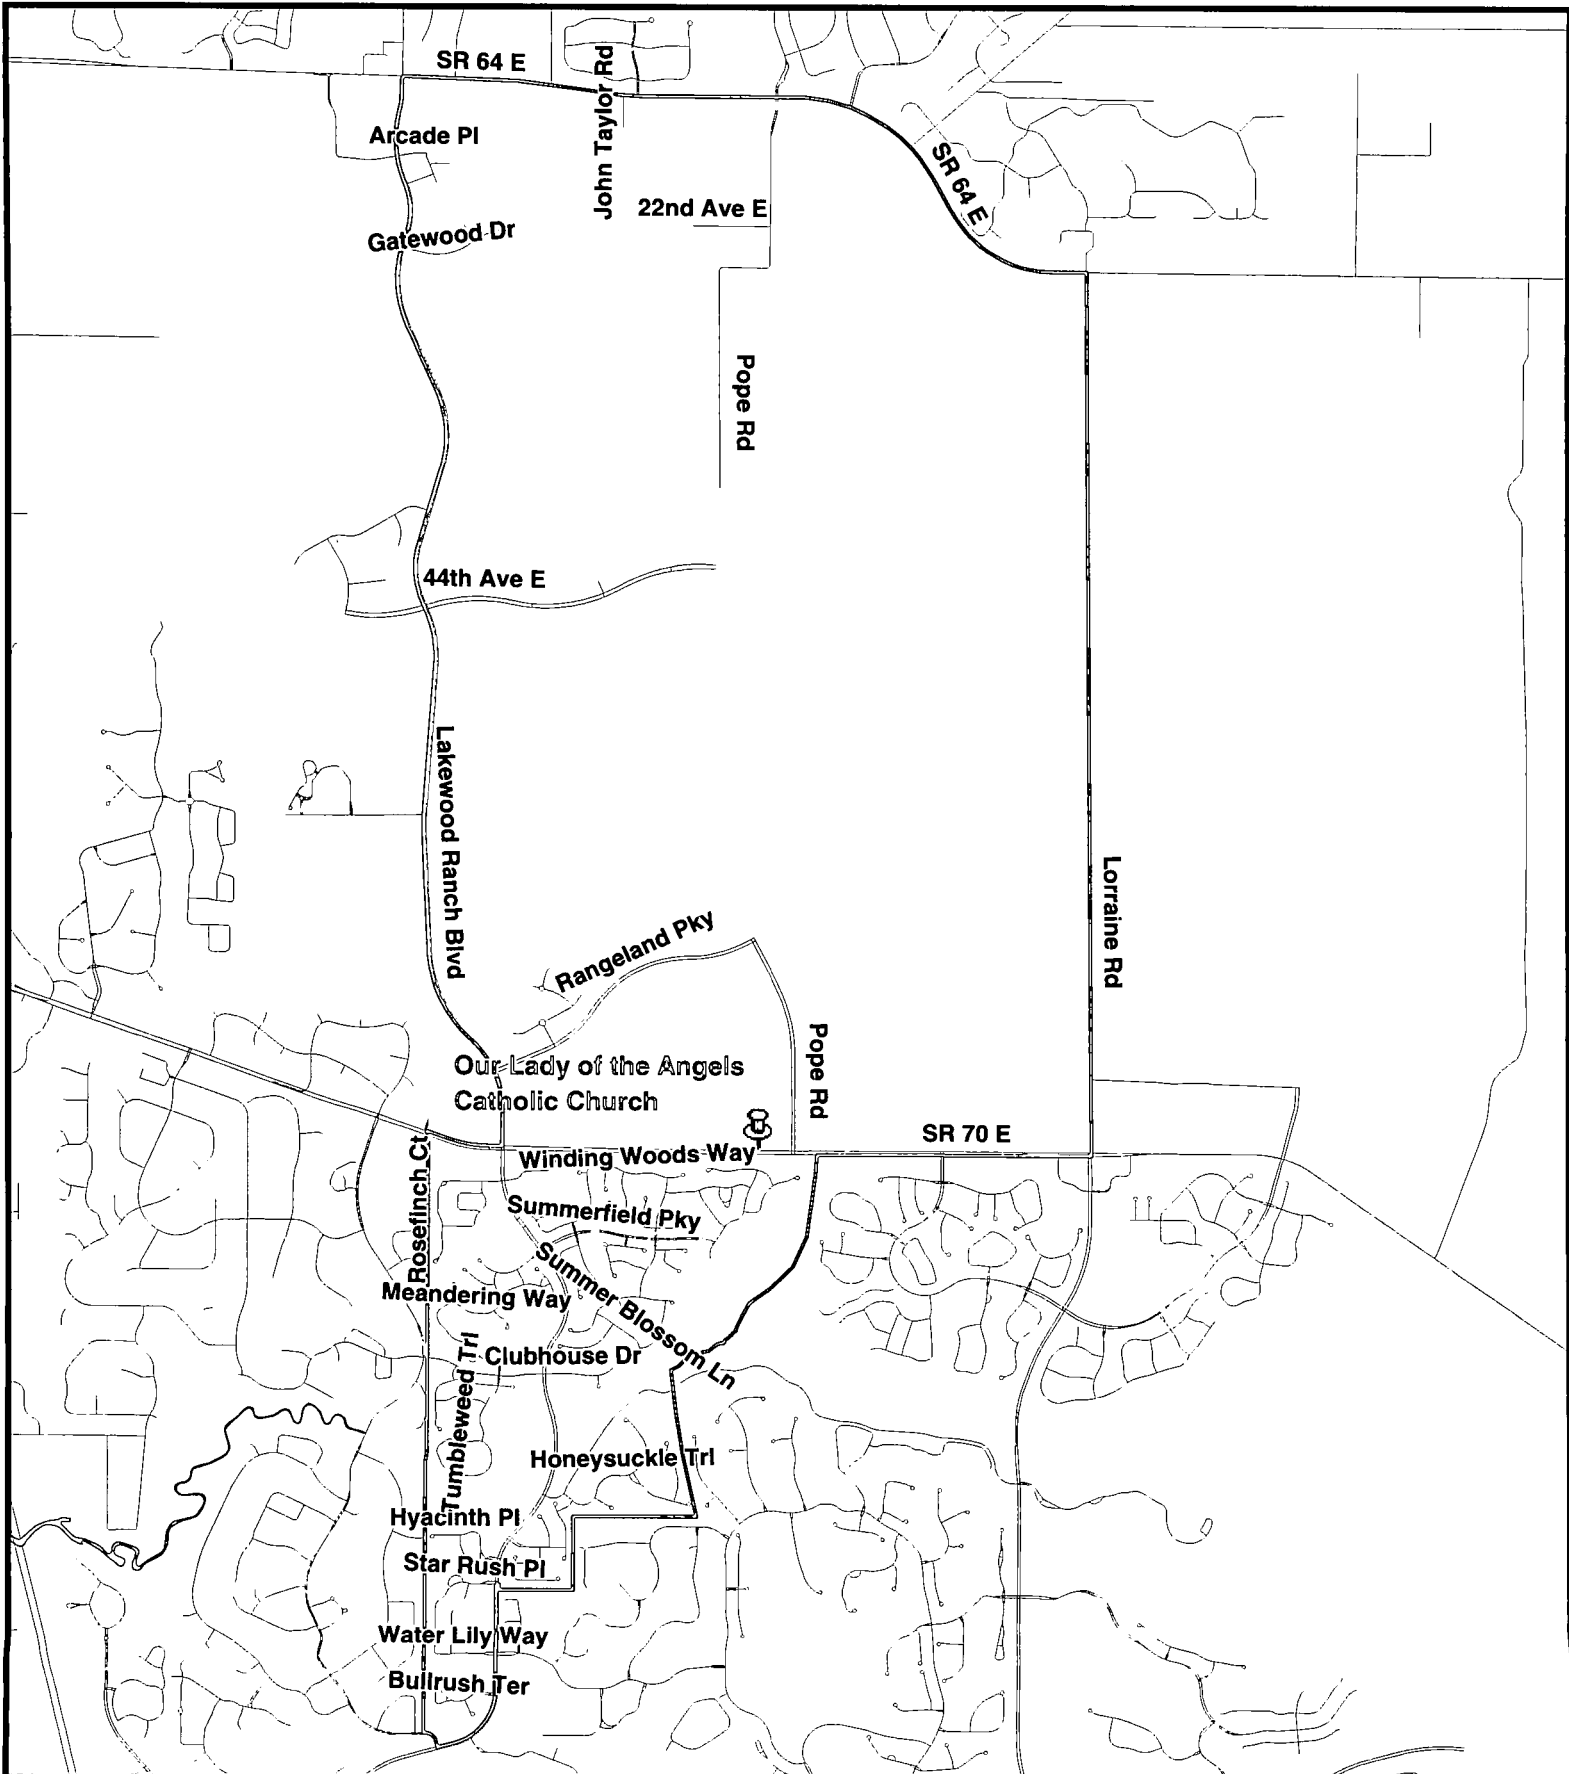 SR 64 E
John Taylor Rd
Arcade Pl
SR 64 E
22nd Ave E
Gatewood Dr
Pope Rd
44th Ave E
Lakewood Ranch Blvd
Lorraine Rd
Rangeland Pky
Pope Rd
Our Lady of the Angels
Catholic Church
SR 70 E
Winding Woods Way
Rosefinch Ct
Summerfield Pky
Summer Blossom Ln
Meandering Way
Clubhouse Dr
Tumbleweed Trl
Honeysuckle Trl
Hyacinth Pl
Star Rush Pl
Water Lily Way
Bullrush Ter